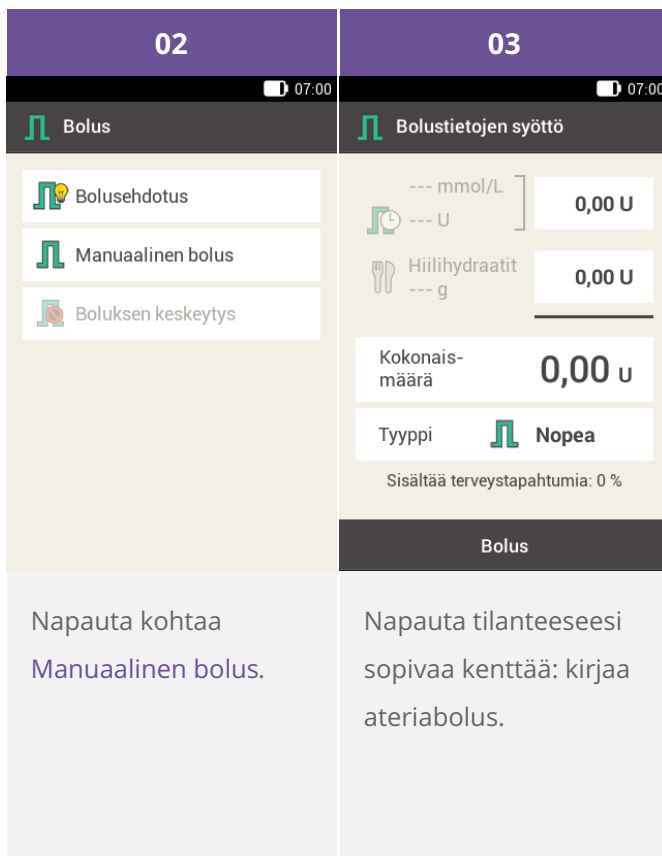 02
07:00
Bolus
Bolusehdotus
Manuaalinen bolus
Boluksen keskeytys
Napauta kohtaa
Manuaalinen bolus.
03
07:00
Bolustietojen syöttö
--- mmol/L
--- U
0,00 U
Hiilihydraatit
--- g
0,00 U
Kokonais-
määrä
0,00 U
Tyyppi
Nopea
Sisältää terveystapahtumia: 0 %
Bolus
Napauta tilanteeseesi
sopivaa kenttää: kirjaa
ateriabolus.